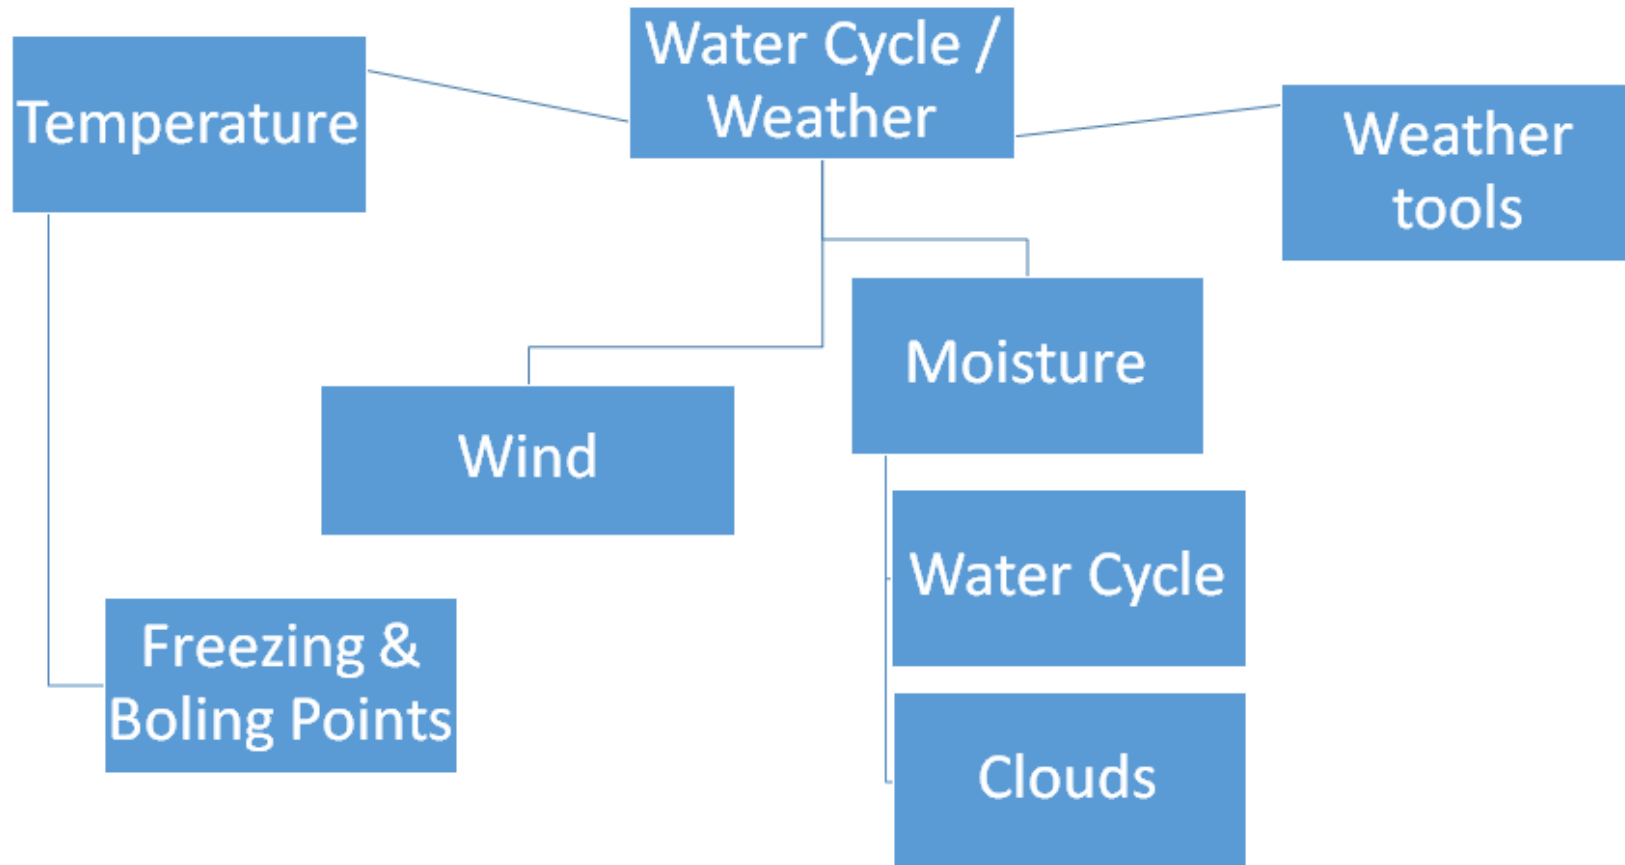 Water Cycle /
Weather
Temperature
Weather
tools
Moisture
Wind
Water Cycle
Freezing &
Boling Points
Clouds